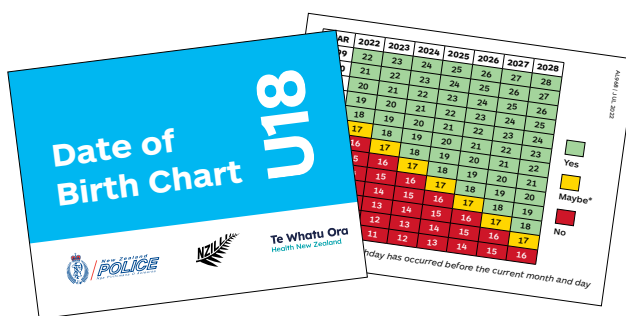 Date of
Birth Chart
U18
New Zealand
POLICE
NZILLI
Te Whatu Ora
Health New Zealand
AR 2022 2023 2024 2025 2026 2027 2028
99 22 23 24 25 26 27 28
0 21 22 23 24 25 26 27
20 21 22 23 24 25 26
19 20 21 22 23 24 25
18 19 20 21 22 23 24
17 18 19 20 21 22 23
16 17 18 19 20 21 22
5 16 17 18 19 20 21
15 16 17 18 19 20
14 15 16 17 18 19
13 14 15 16 17 18
12 13 14 15 16 17
11 12 13 14 15 16
Yes
Maybe*
No
hday has occurred before the current month and day